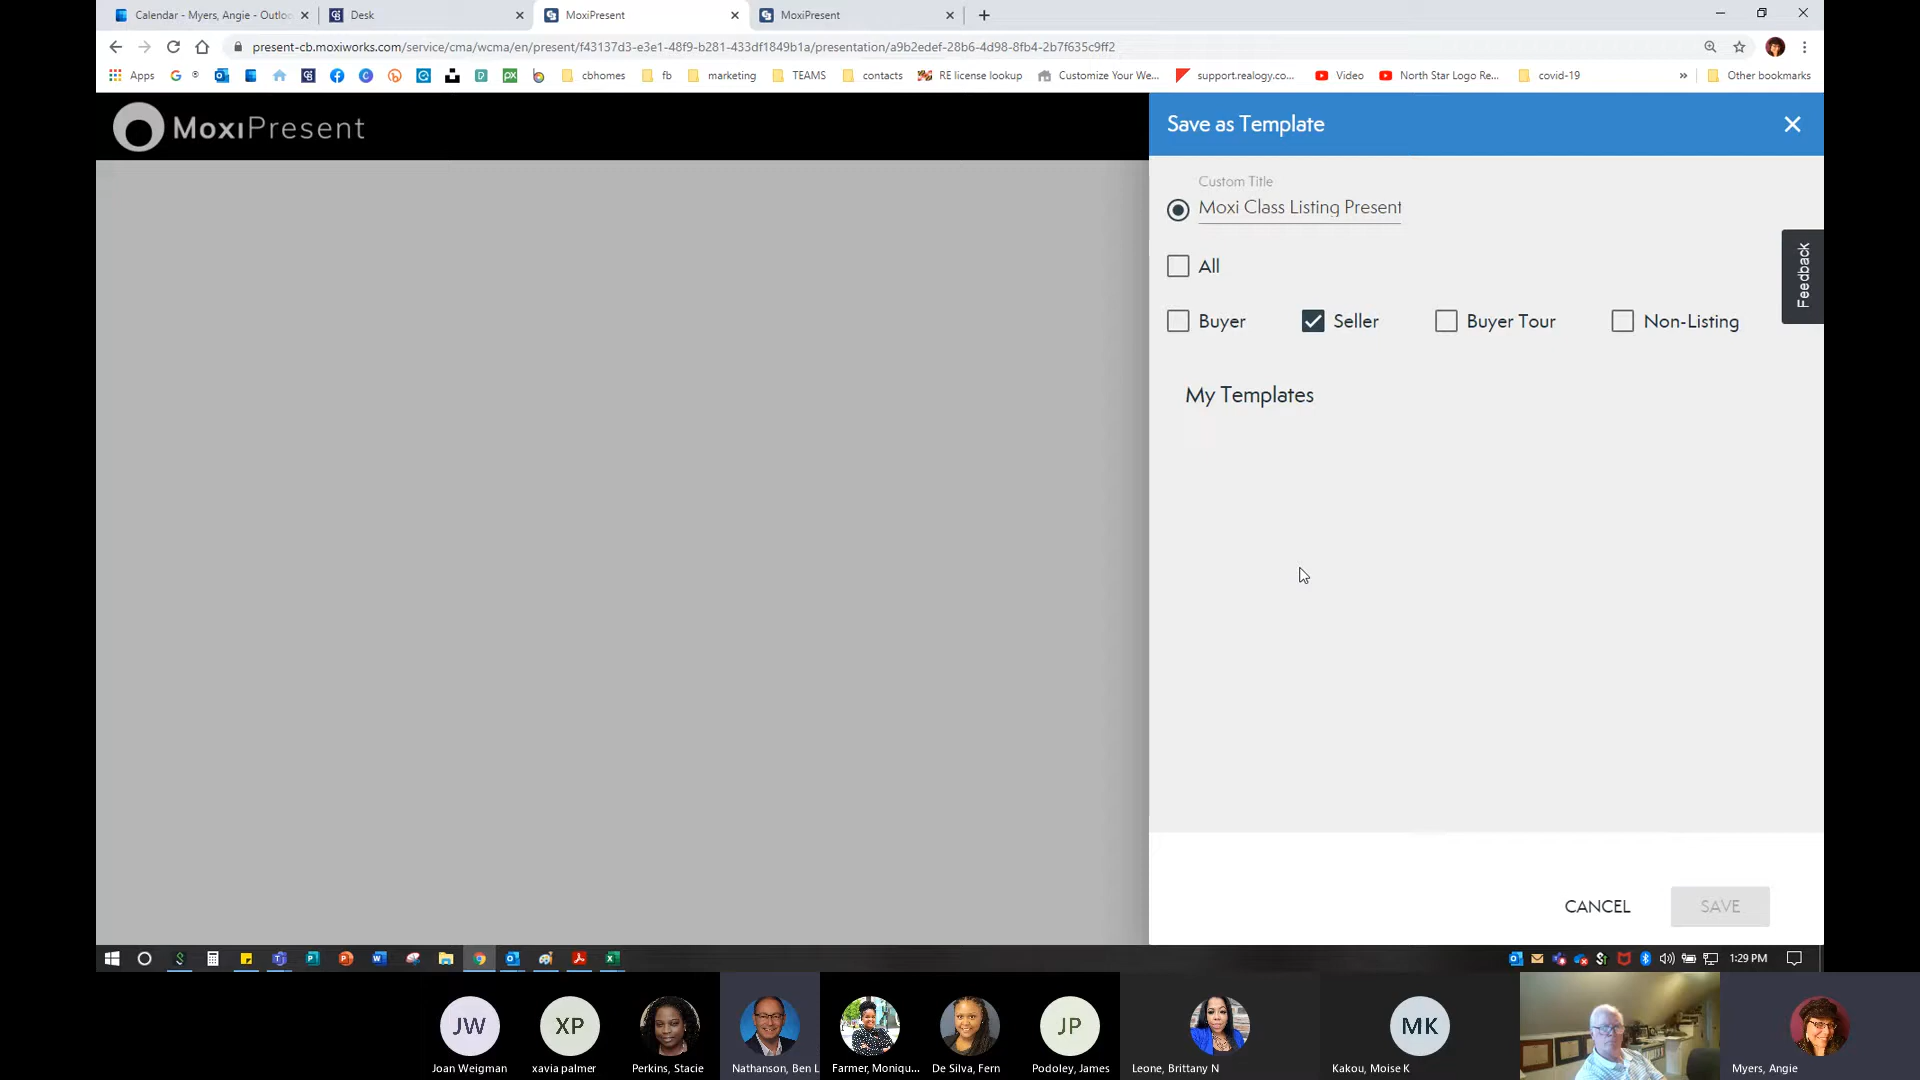 Calendar - Myers, Angie - Outlo
Desk
MoxiPresent
MoxiPresent
present-cb.moxiworks.com/service/cma/wcma/en/present/f43137d3-e3e1-48f9-b281-433df1849b1a/presentation/a9b2edef-28b6-4d98-8fb4-2b7f635c9ff2
Apps
cbhomes
fb
marketing
TEAMS
contacts
RE license lookup
Customize Your We...
support.realogy.co...
Video
North Star Logo Re...
covid-19
»
Other bookmarks
MoxiPresent
Save as Template
Custom Title
Moxi Class Listing Present
All
Buyer
Seller
Buyer Tour
Non-Listing
Feedback
My Templates
CANCEL
SAVE
1:29 PM
JW
XP
JP
MK
Joan Weigman
xavia palmer
Perkins, Stacie
Nathanson, Ben L
Farmer, Moniqu...
De Silva, Fern
Podoley, James
Leone, Brittany N
Kakou, Moise K
Myers, Angie